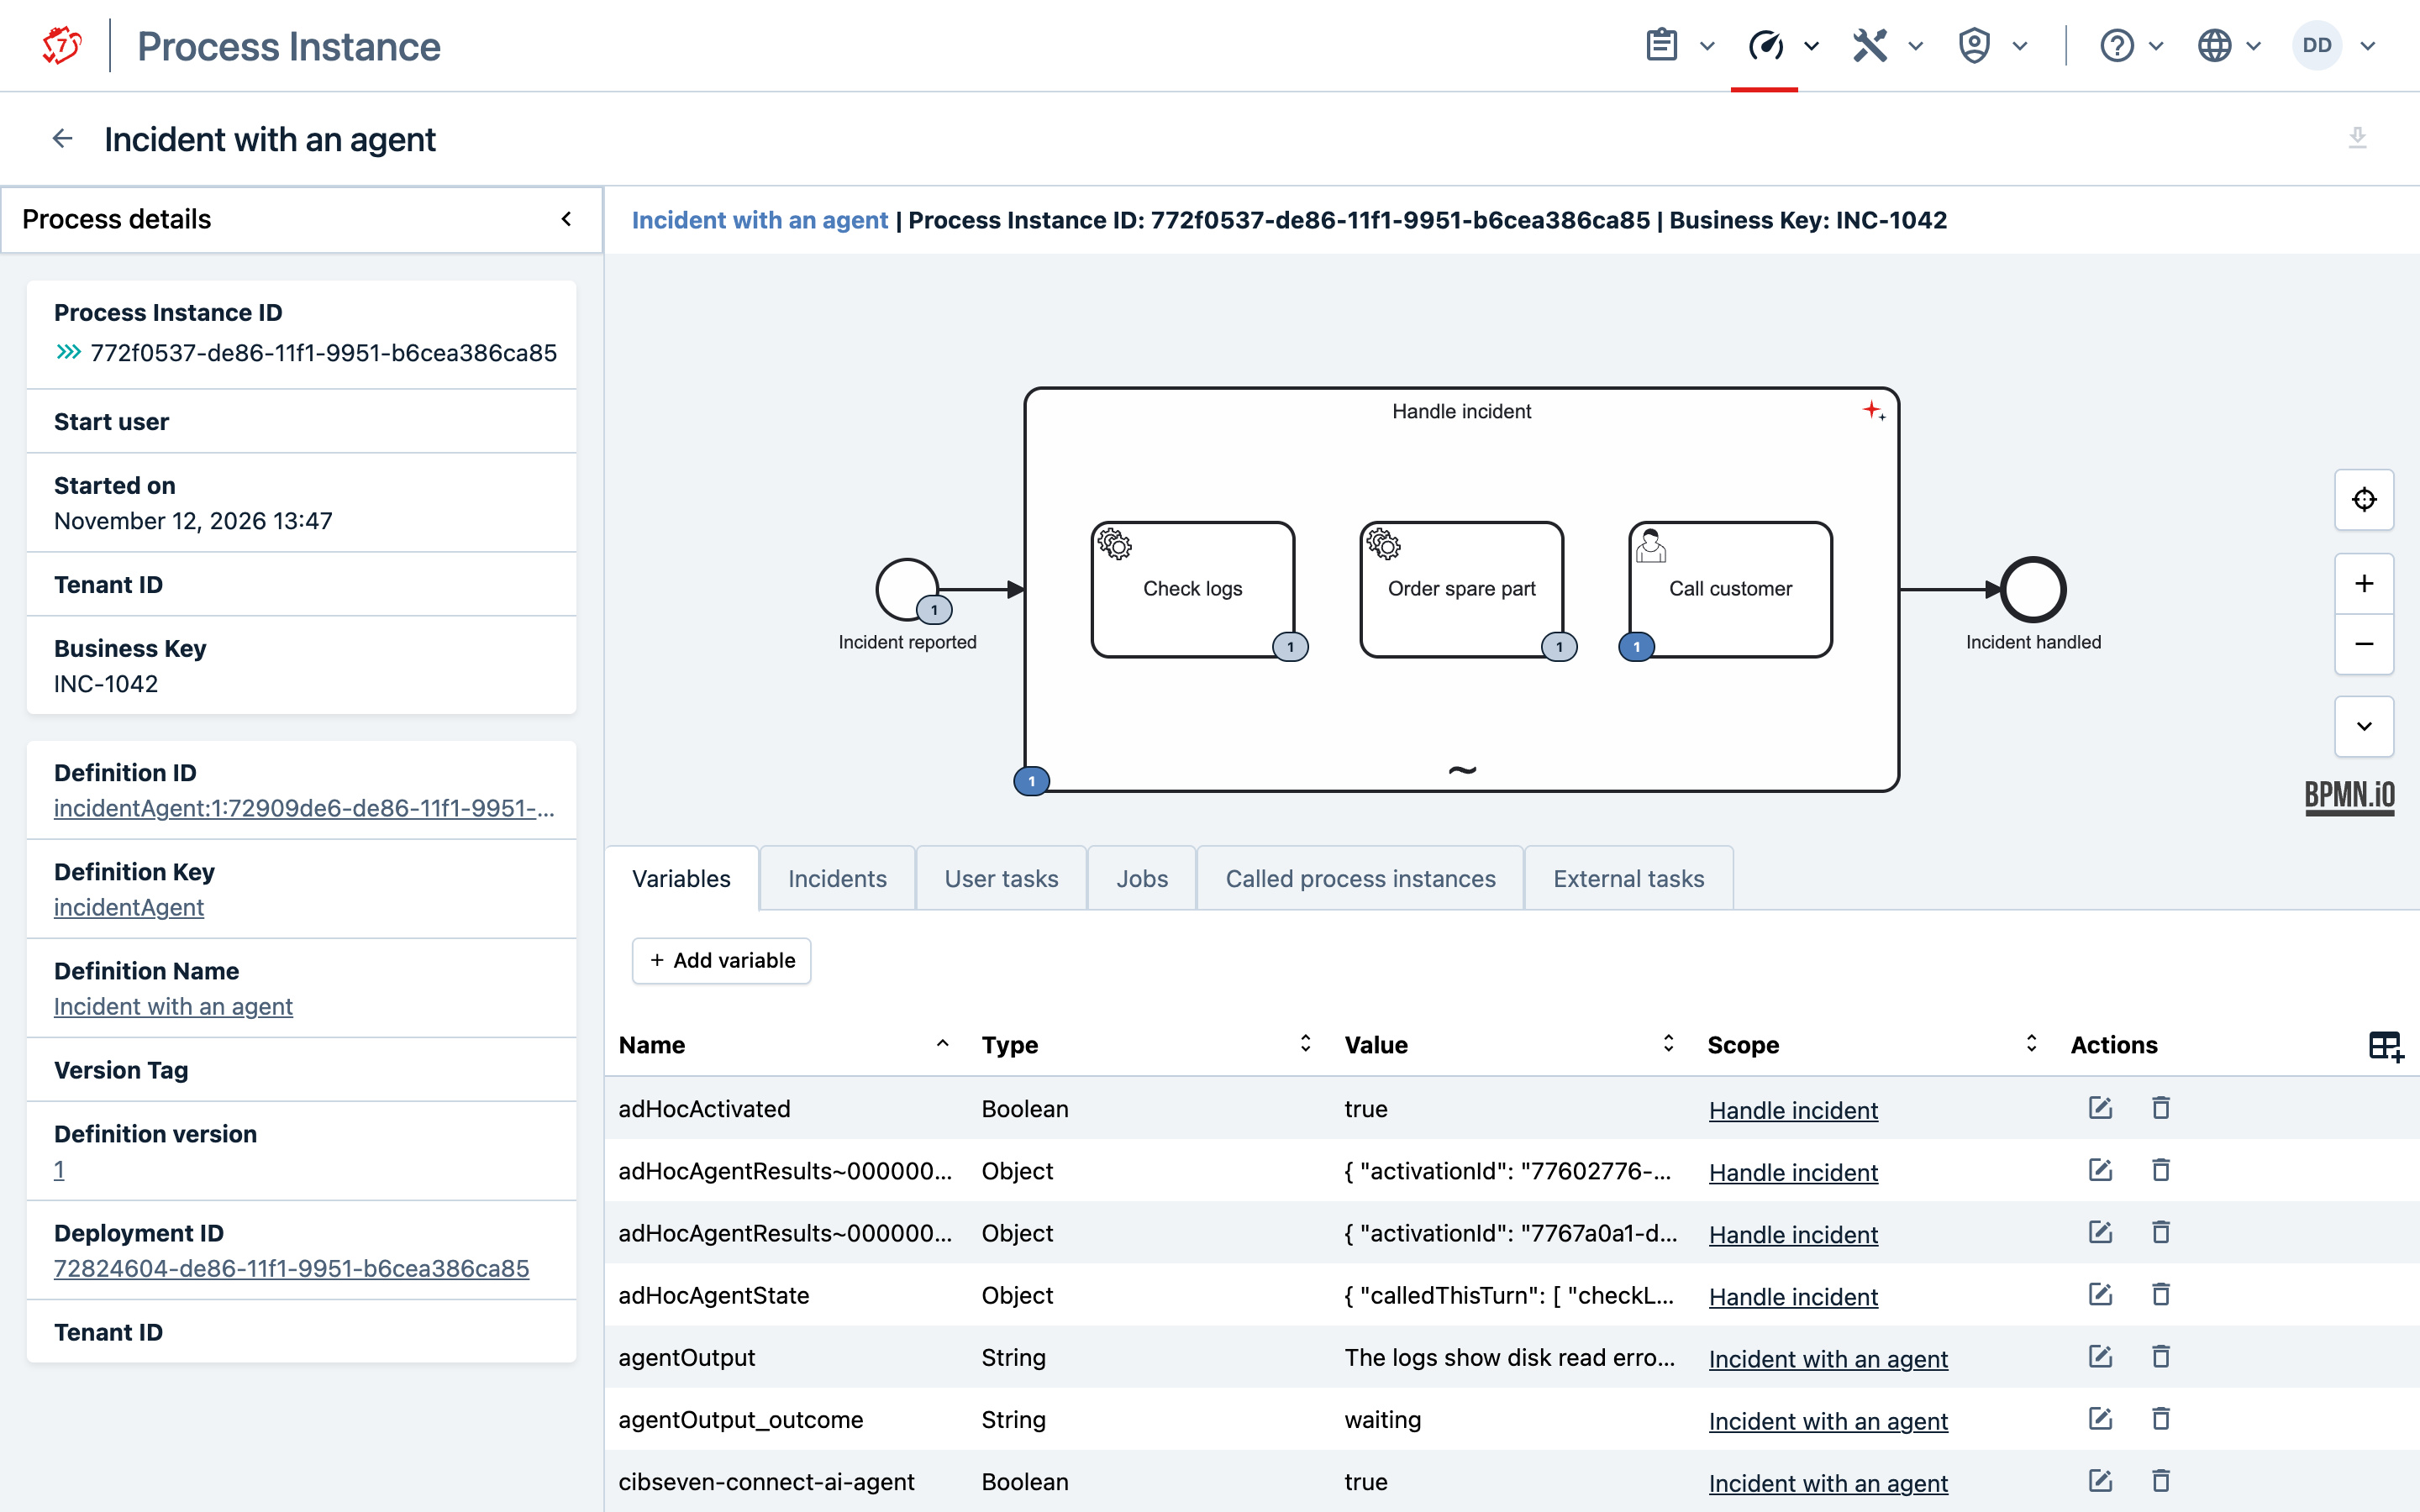 7
Process Instance
DD
Incident with an agent
Process details
Incident with an agent | Process Instance ID: 772f0537-de86-11f1-9951-b6cea386ca85 | Business Key: INC-1042
Process Instance ID
772f0537-de86-11f1-9951-b6cea386ca85
Start user
Started on
November 12, 2026 13:47
Tenant ID
Business Key
INC-1042
Definition ID
incidentAgent:1:72909de6-de86-11f1-9951-...
Definition Key
incidentAgent
Definition Name
Incident with an agent
Version Tag
Definition version
1
Deployment ID
72824604-de86-11f1-9951-b6cea386ca85
Tenant ID
Handle incident
Check logs
Order spare part
Call customer
1
Incident reported
1
1
1
Incident handled
1
BPMN.iO
Variables
Incidents
User tasks
Jobs
Called process instances
External tasks
+ Add variable
Name Type Value Scope Actions
adHocActivated Boolean true Handle incident
adHocAgentResults~000000... Object { "activationId": "77602776-... Handle incident
adHocAgentResults~000000... Object { "activationId": "7767a0a1-d... Handle incident
adHocAgentState Object { "calledThisTurn": [ "checkL... Handle incident
agentOutput String The logs show disk read erro... Incident with an agent
agentOutput_outcome String waiting Incident with an agent
cibseven-connect-ai-agent Boolean true Incident with an agent